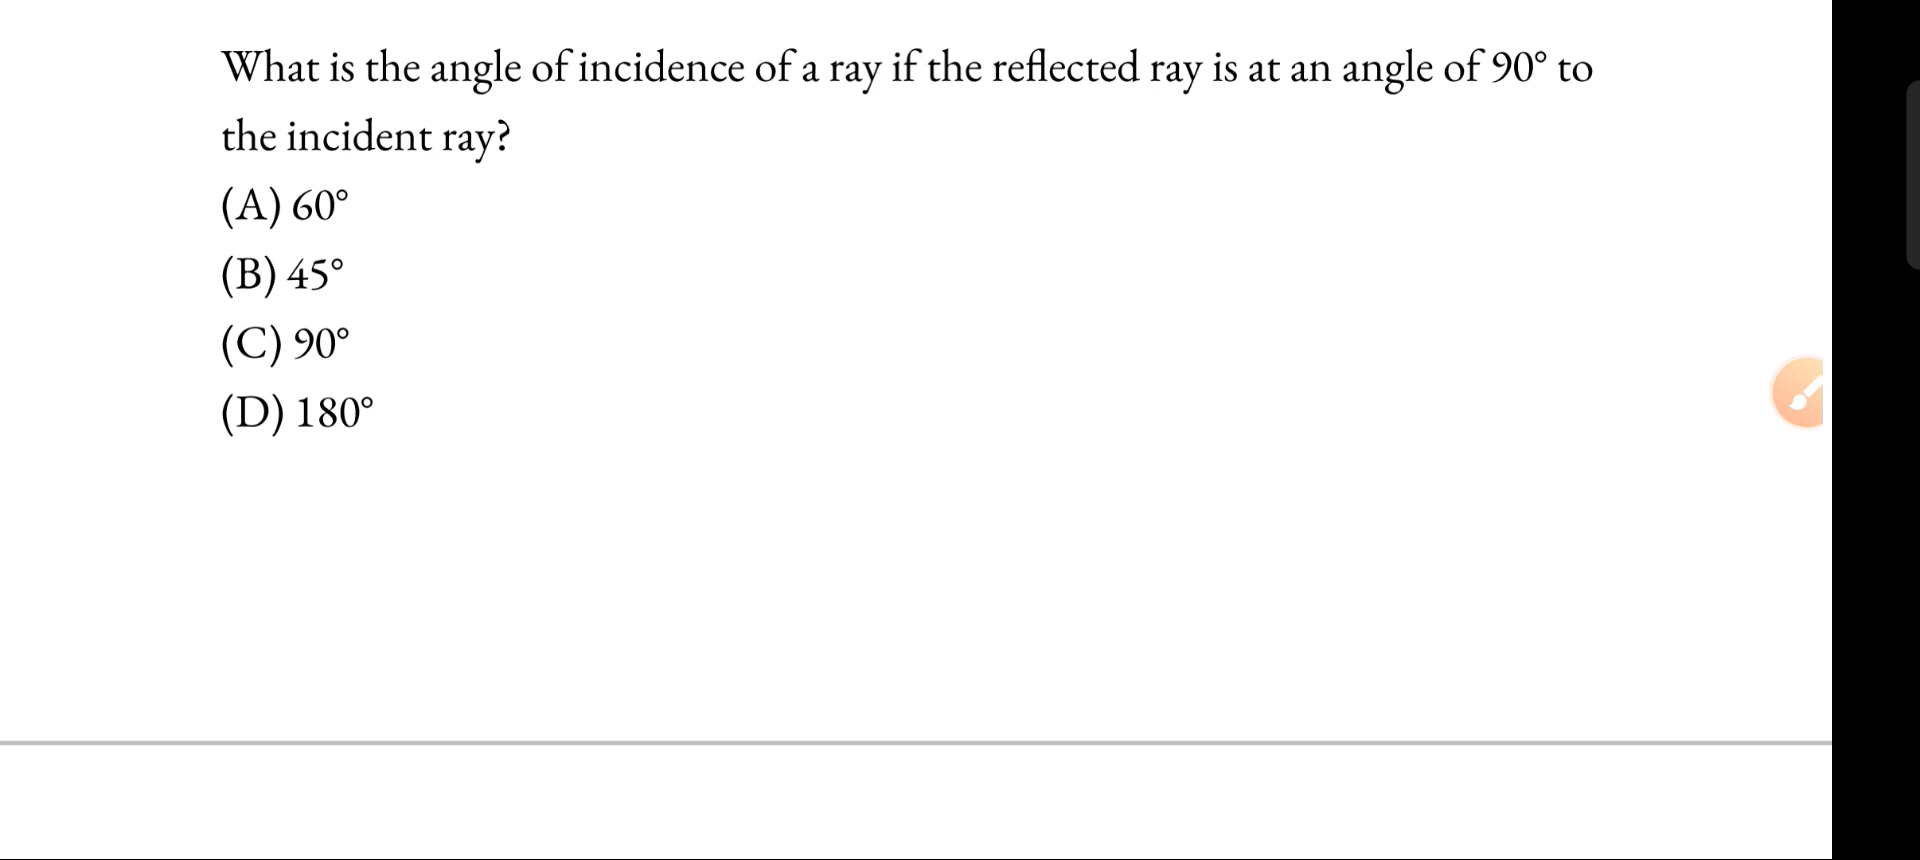 What is the angle of incidence of a ray if the reflected ray is at an angle of 90° to
the incident ray?
(A) 60°
(B) 45°
(C) 90°
(D) 180°